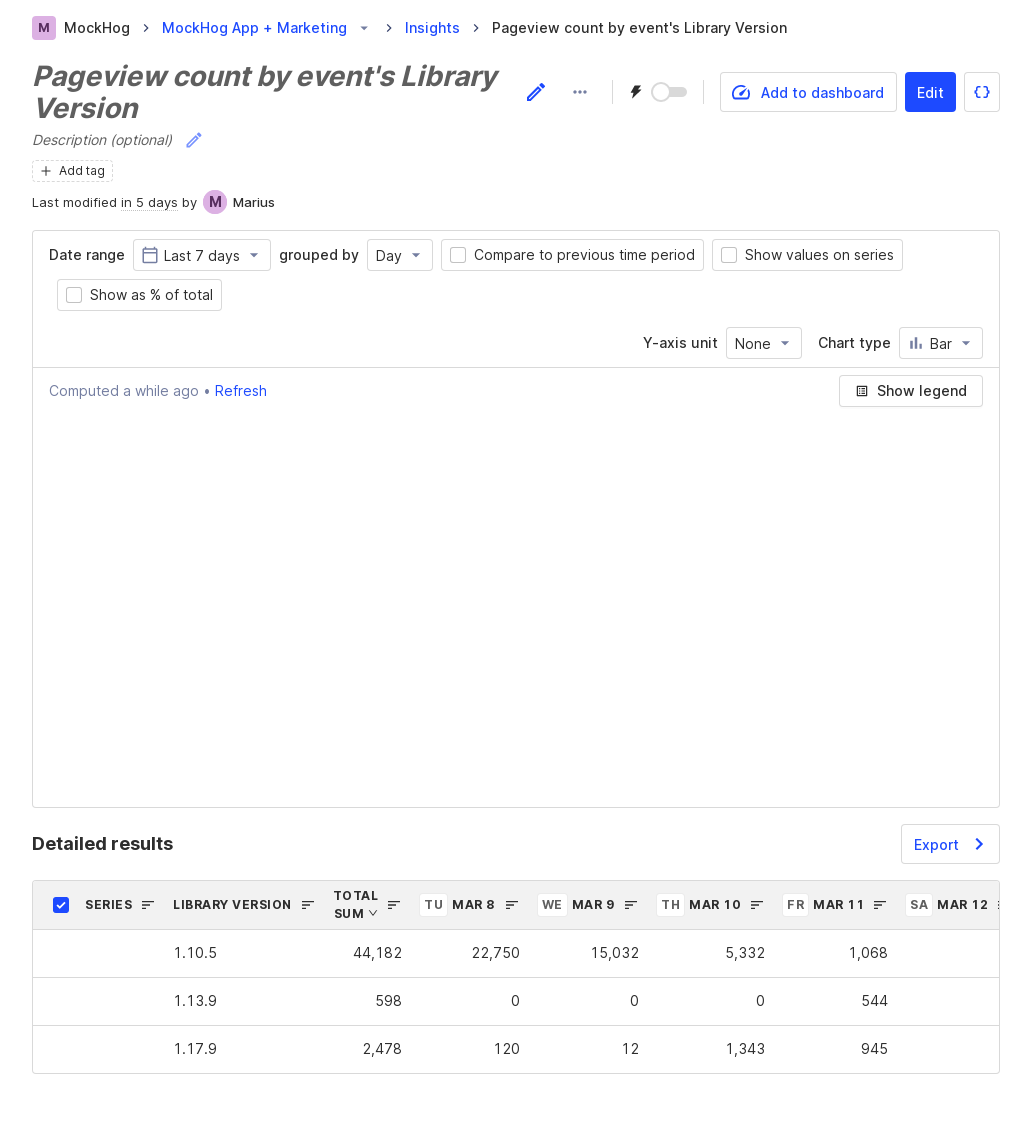 M MockHog > MockHog App + Marketing > Insights > Pageview count by event's Library Version
Pageview count by event's Library
Version
Add to dashboard
Edit
Description (optional)
Add tag
Last modified in 5 days by M Marius
Date range Last 7 days grouped by Day Compare to previous time period Show values on series
Show as % of total
Y-axis unit None Chart type Bar
Computed a while ago • Refresh
Show legend
Detailed results
Export
SERIES LIBRARY VERSION TOTAL SUM TU MAR 8 WE MAR 9 TH MAR 10 FR MAR 11 SA MAR 12
1.10.5 44,182 22,750 15,032 5,332 1,068
1.13.9 598 0 0 0 544
1.17.9 2,478 120 12 1,343 945